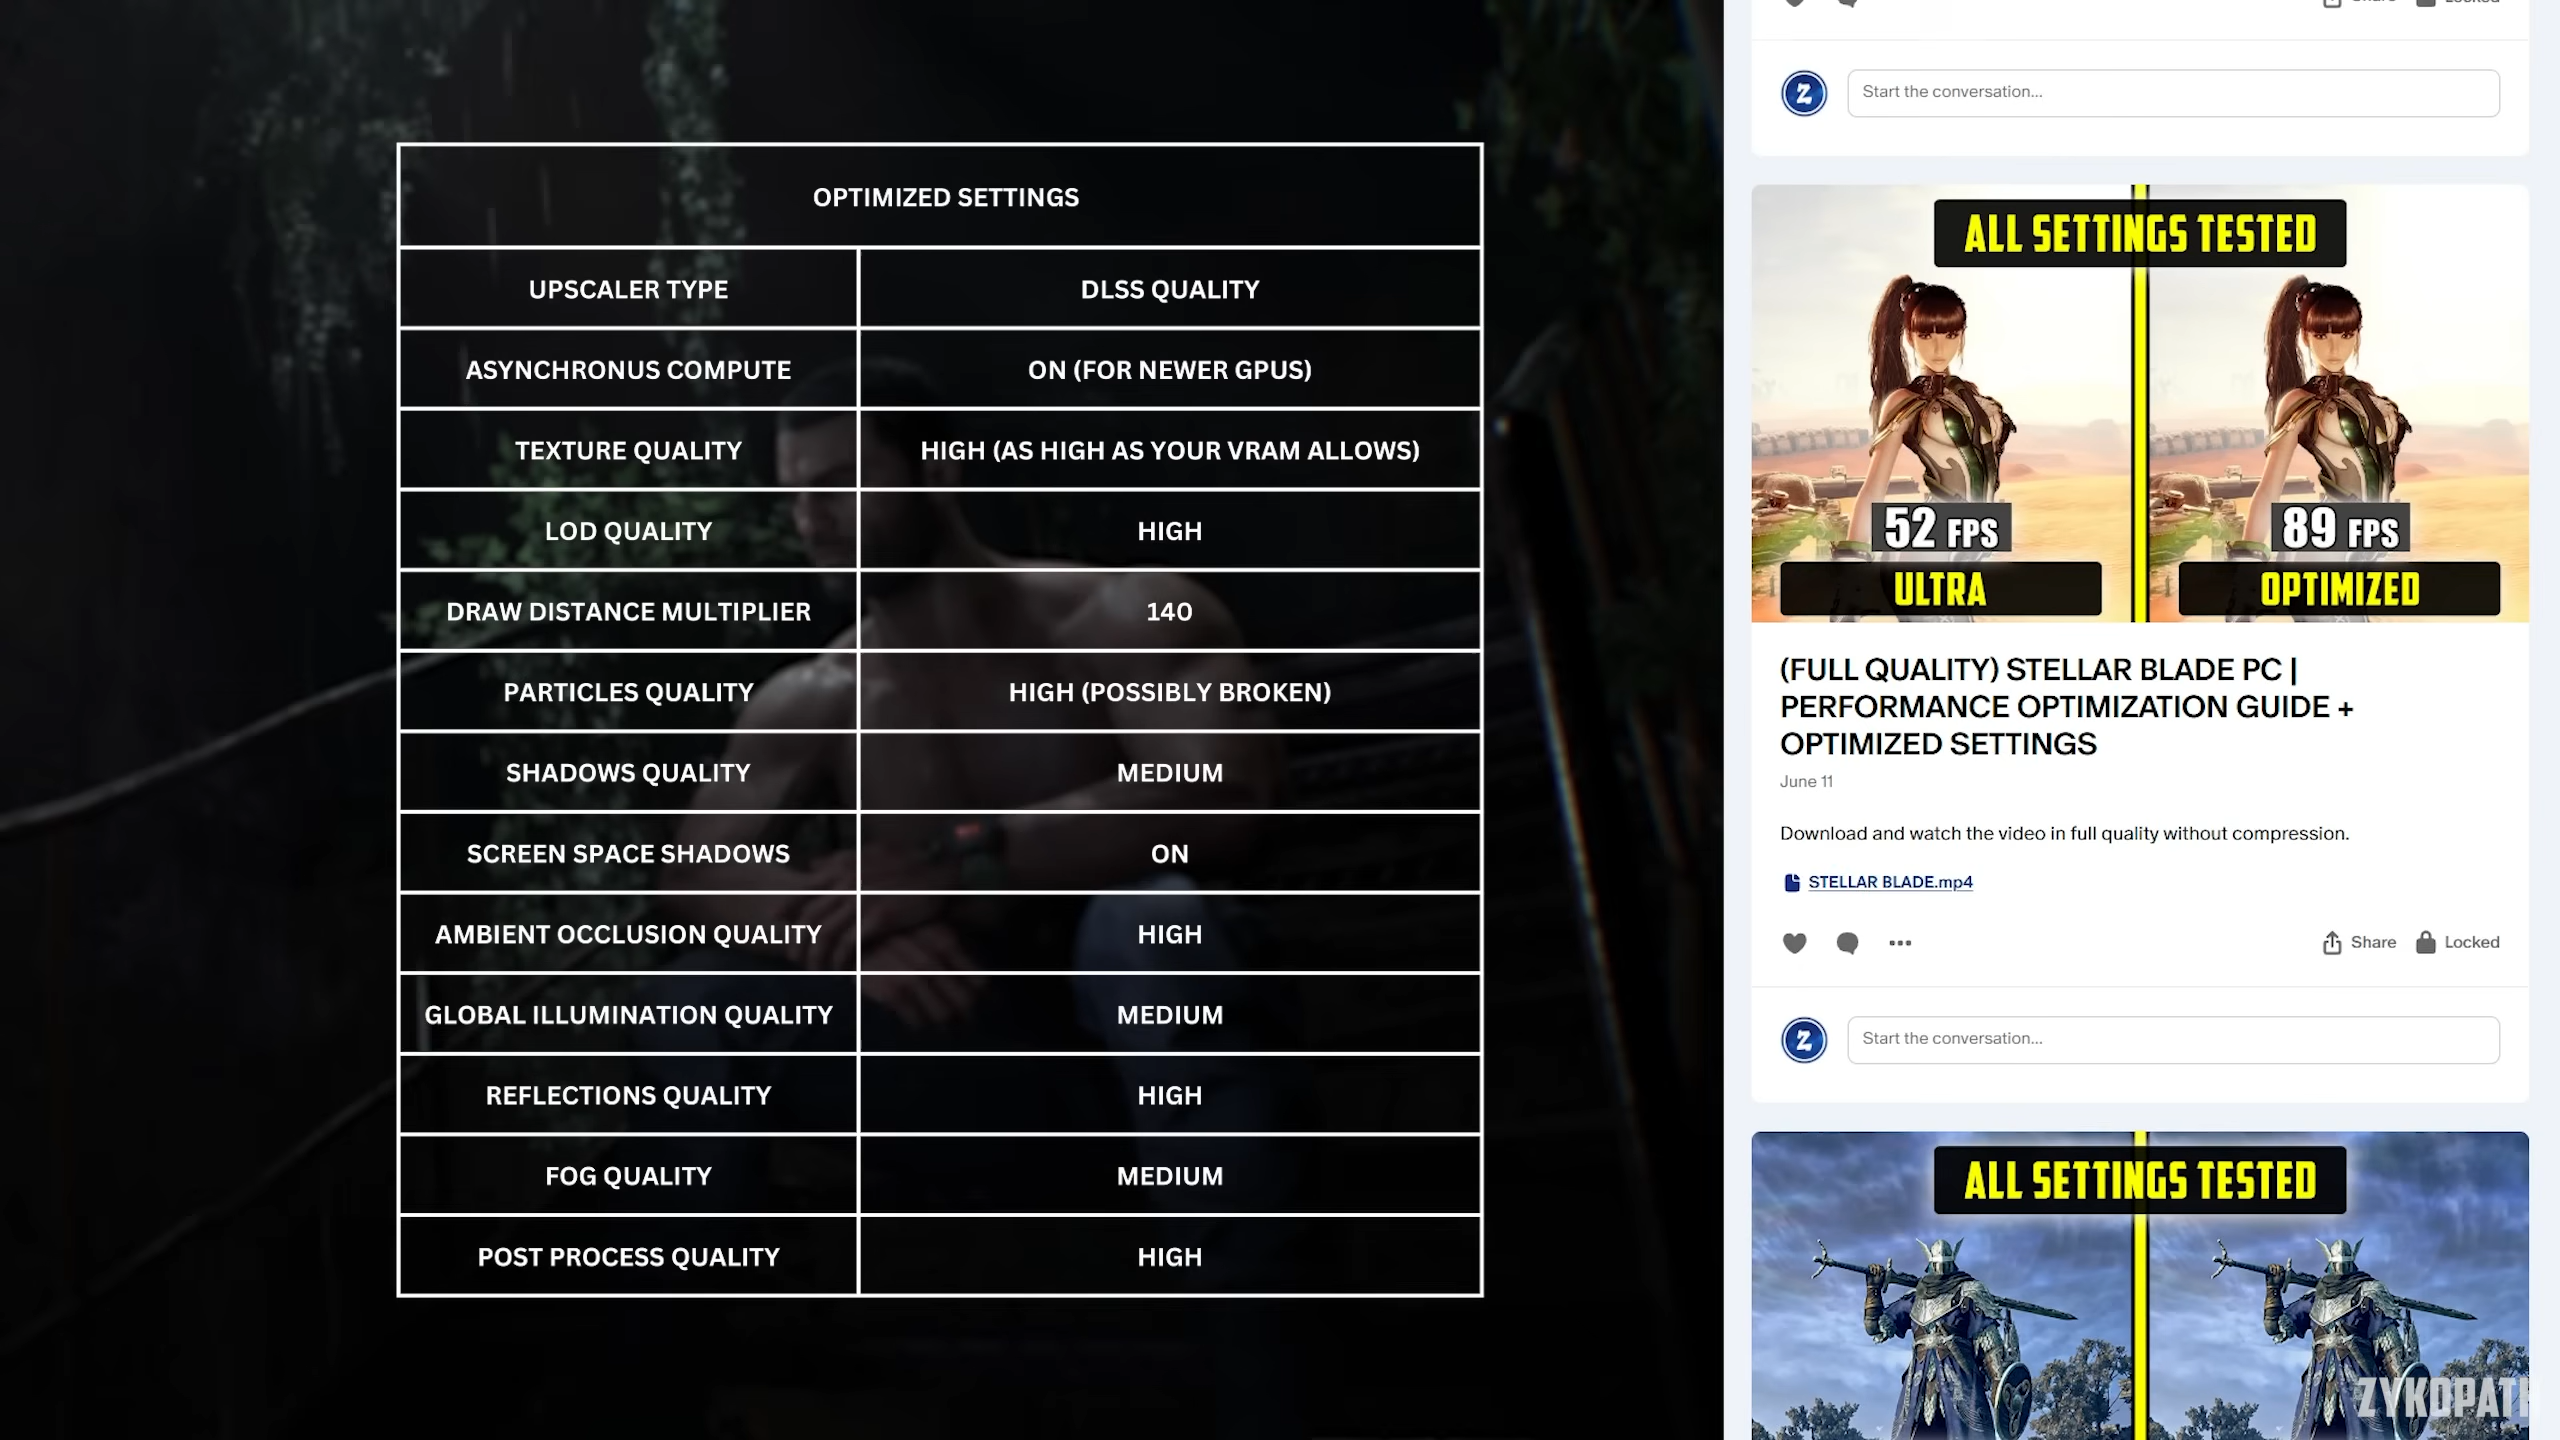 OPTIMIZED SETTINGS
UPSCALER TYPE DLSS QUALITY
ASYNCHRONUS COMPUTE ON (FOR NEWER GPUS)
TEXTURE QUALITY HIGH (AS HIGH AS YOUR VRAM ALLOWS)
LOD QUALITY HIGH
DRAW DISTANCE MULTIPLIER 140
PARTICLES QUALITY HIGH (POSSIBLY BROKEN)
SHADOWS QUALITY MEDIUM
SCREEN SPACE SHADOWS ON
AMBIENT OCCLUSION QUALITY HIGH
GLOBAL ILLUMINATION QUALITY MEDIUM
REFLECTIONS QUALITY HIGH
FOG QUALITY MEDIUM
POST PROCESS QUALITY HIGH
Z
Start the conversation...
ALL SETTINGS TESTED
52 FPS 89 FPS
ULTRA OPTIMIZED
(FULL QUALITY) STELLAR BLADE PC |
PERFORMANCE OPTIMIZATION GUIDE +
OPTIMIZED SETTINGS
June 11
Download and watch the video in full quality without compression.
STELLAR BLADE.mp4
Share Locked
Z
Start the conversation...
ALL SETTINGS TESTED
ZYKOPATH